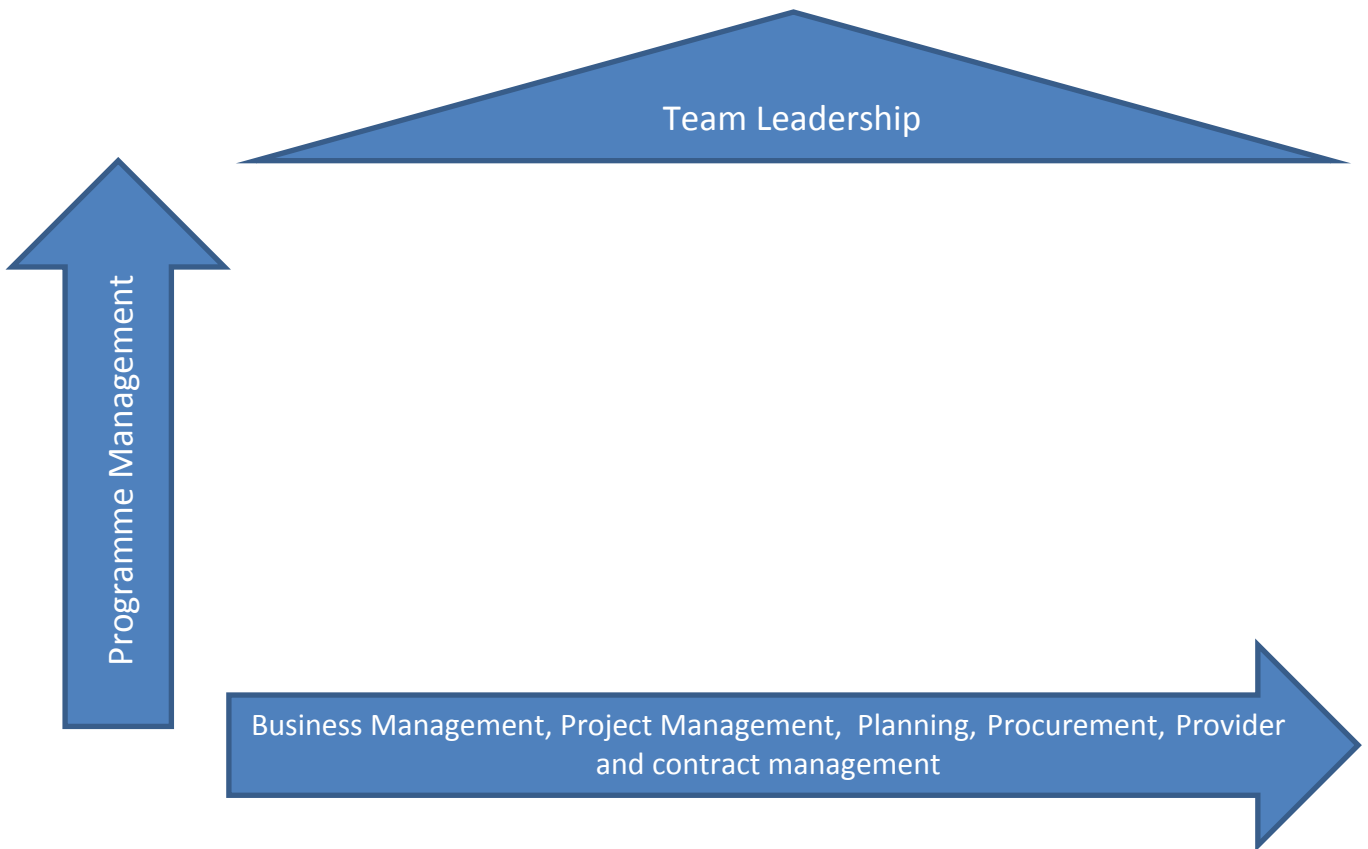 Team Leadership
Programme Management
Business Management, Project Management,  Planning, Procurement, Provider
and contract management